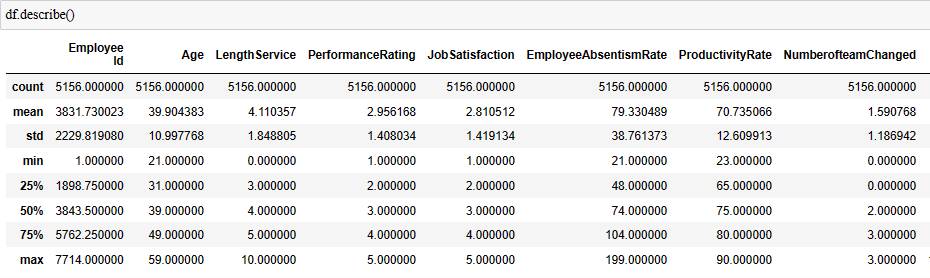 df.describe()
Employee Id Age LengthService PerformanceRating JobSatisfaction EmployeeAbsentismRate ProductivityRate NumberofteamChanged
count 5156.000000 5156.000000 5156.000000 5156.000000 5156.000000 5156.000000 5156.000000 5156.000000
mean 3831.730023 39.904383 4.110357 2.956168 2.810512 79.330489 70.735066 1.590768
std 2229.819080 10.997768 1.848805 1.408034 1.419134 38.761373 12.609913 1.186942
min 1.000000 21.000000 0.000000 1.000000 1.000000 21.000000 23.000000 0.000000
25% 1898.750000 31.000000 3.000000 2.000000 2.000000 48.000000 65.000000 0.000000
50% 3843.500000 39.000000 4.000000 3.000000 3.000000 74.000000 75.000000 2.000000
75% 5762.250000 49.000000 5.000000 4.000000 4.000000 104.000000 80.000000 3.000000
max 7714.000000 59.000000 10.000000 5.000000 5.000000 199.000000 90.000000 3.000000